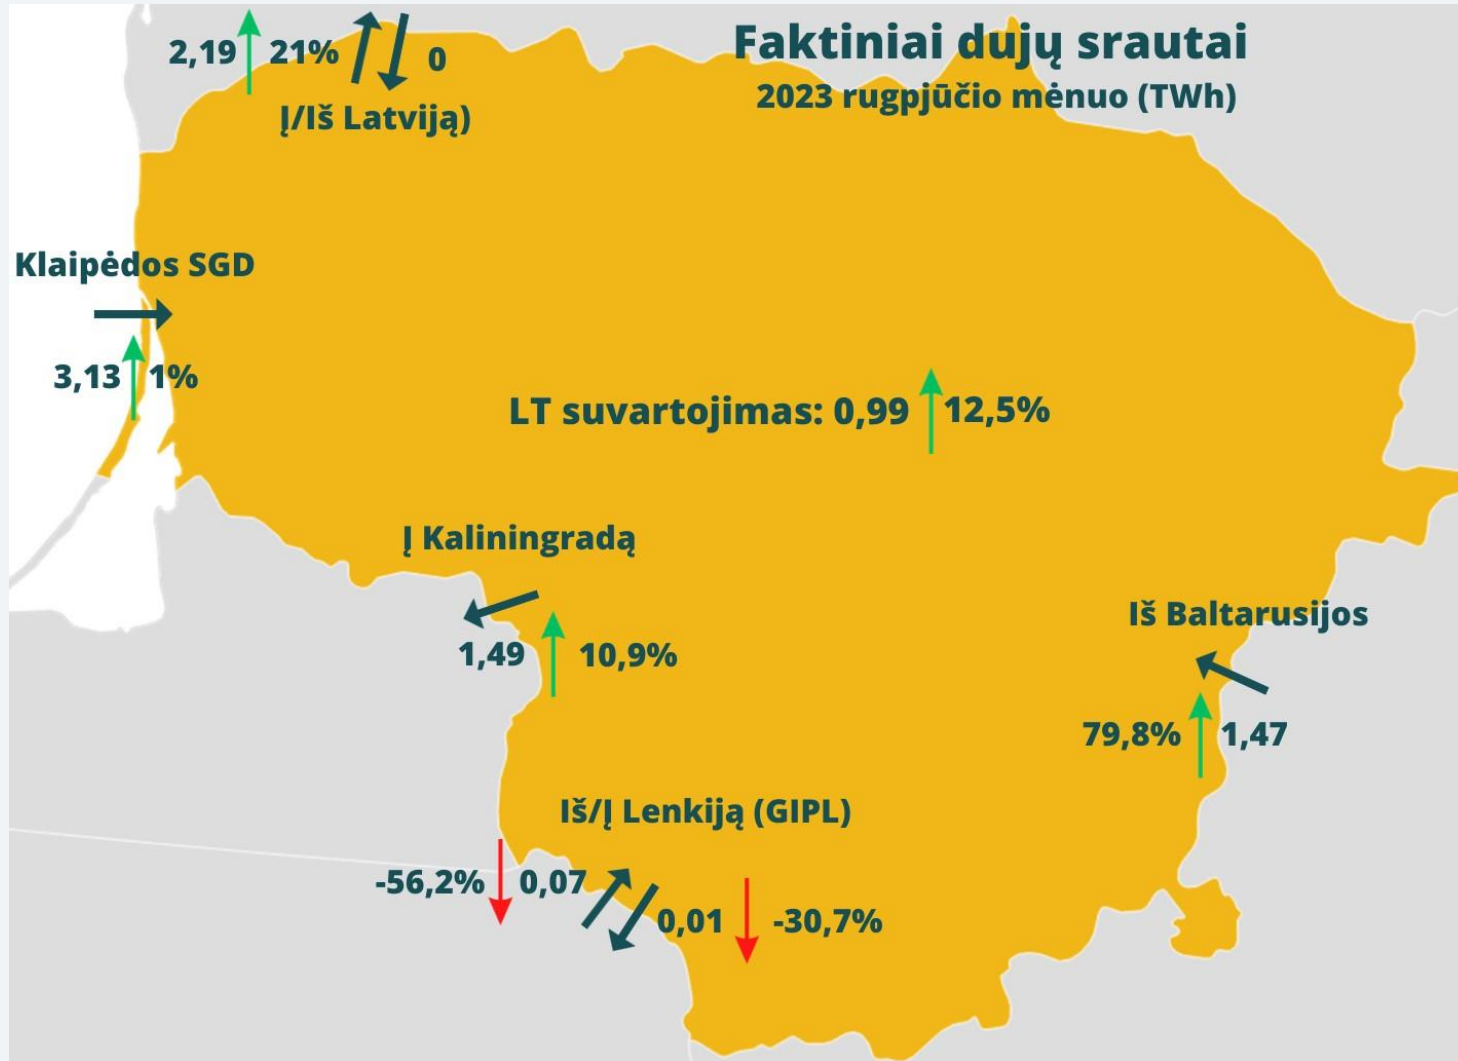 Faktiniai dujų srautai
2023 rugpjūčio mėnuo (TWh)
2,19 21% 0
Į/Iš Latviją)
Klaipėdos SGD
3,13 1%
LT suvartojimas: 0,99 12,5%
Į Kaliningradą
1,49 10,9%
Iš Baltarusijos
79,8% 1,47
Iš/Į Lenkiją (GIPL)
-56,2% 0,07
0,01 -30,7%